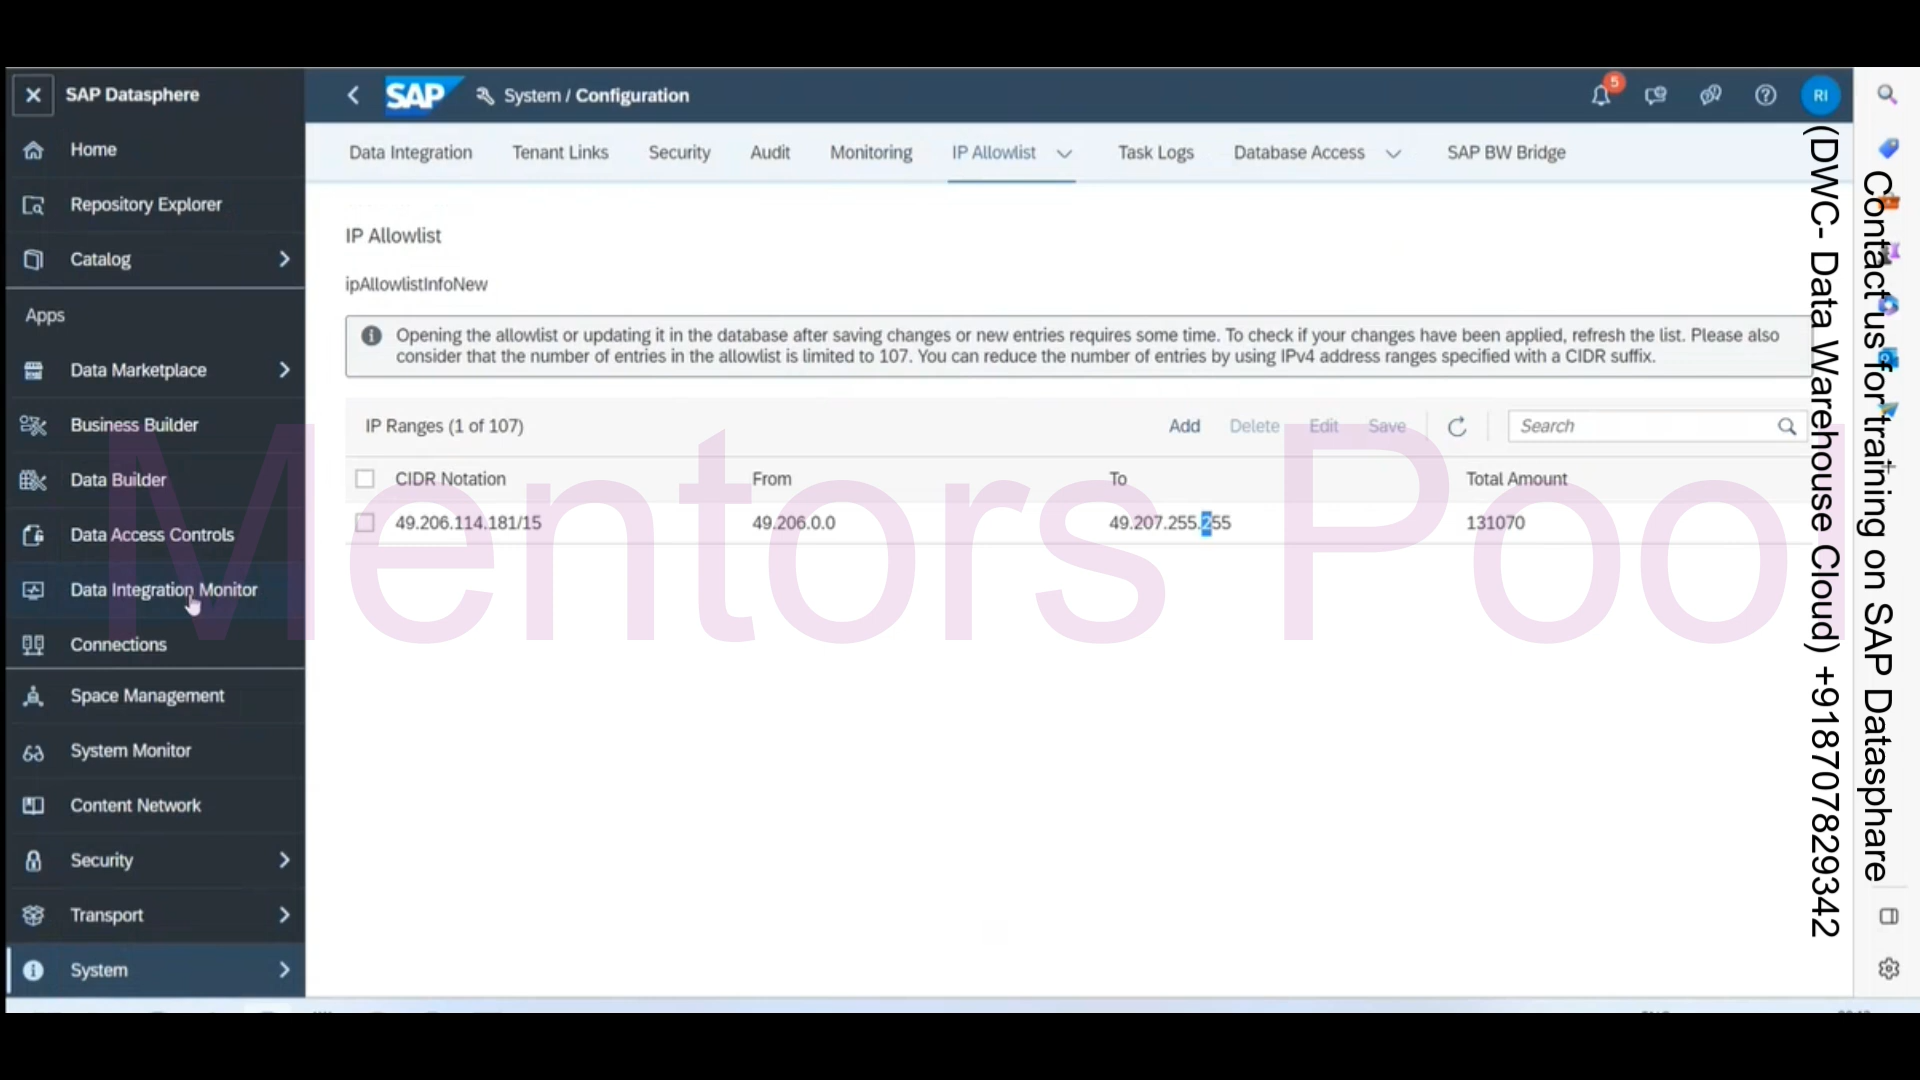 SAP Datasphere
Home
Repository Explorer
Catalog
Apps
Data Marketplace
Business Builder
Data Builder
Data Access Controls
Data Integration Monitor
Connections
Space Management
System Monitor
Content Network
Security
Transport
System
SAP System / Configuration 5 RI
Data Integration Tenant Links Security Audit Monitoring IP Allowlist Task Logs Database Access SAP BW Bridge
IP Allowlist
ipAllowlistInfoNew
Opening the allowlist or updating it in the database after saving changes or new entries requires some time. To check if your changes have been applied, refresh the list. Please also
consider that the number of entries in the allowlist is limited to 107. You can reduce the number of entries by using IPv4 address ranges specified with a CIDR suffix.
IP Ranges (1 of 107) Add Delete Edit Save Search
CIDR Notation From To Total Amount
49.206.114.181/15 49.206.0.0 49.207.255.255 131070
Mentors Pool
Contact us for training on SAP Datasphare
(DWC- Data Warehouse Cloud) +918707829342